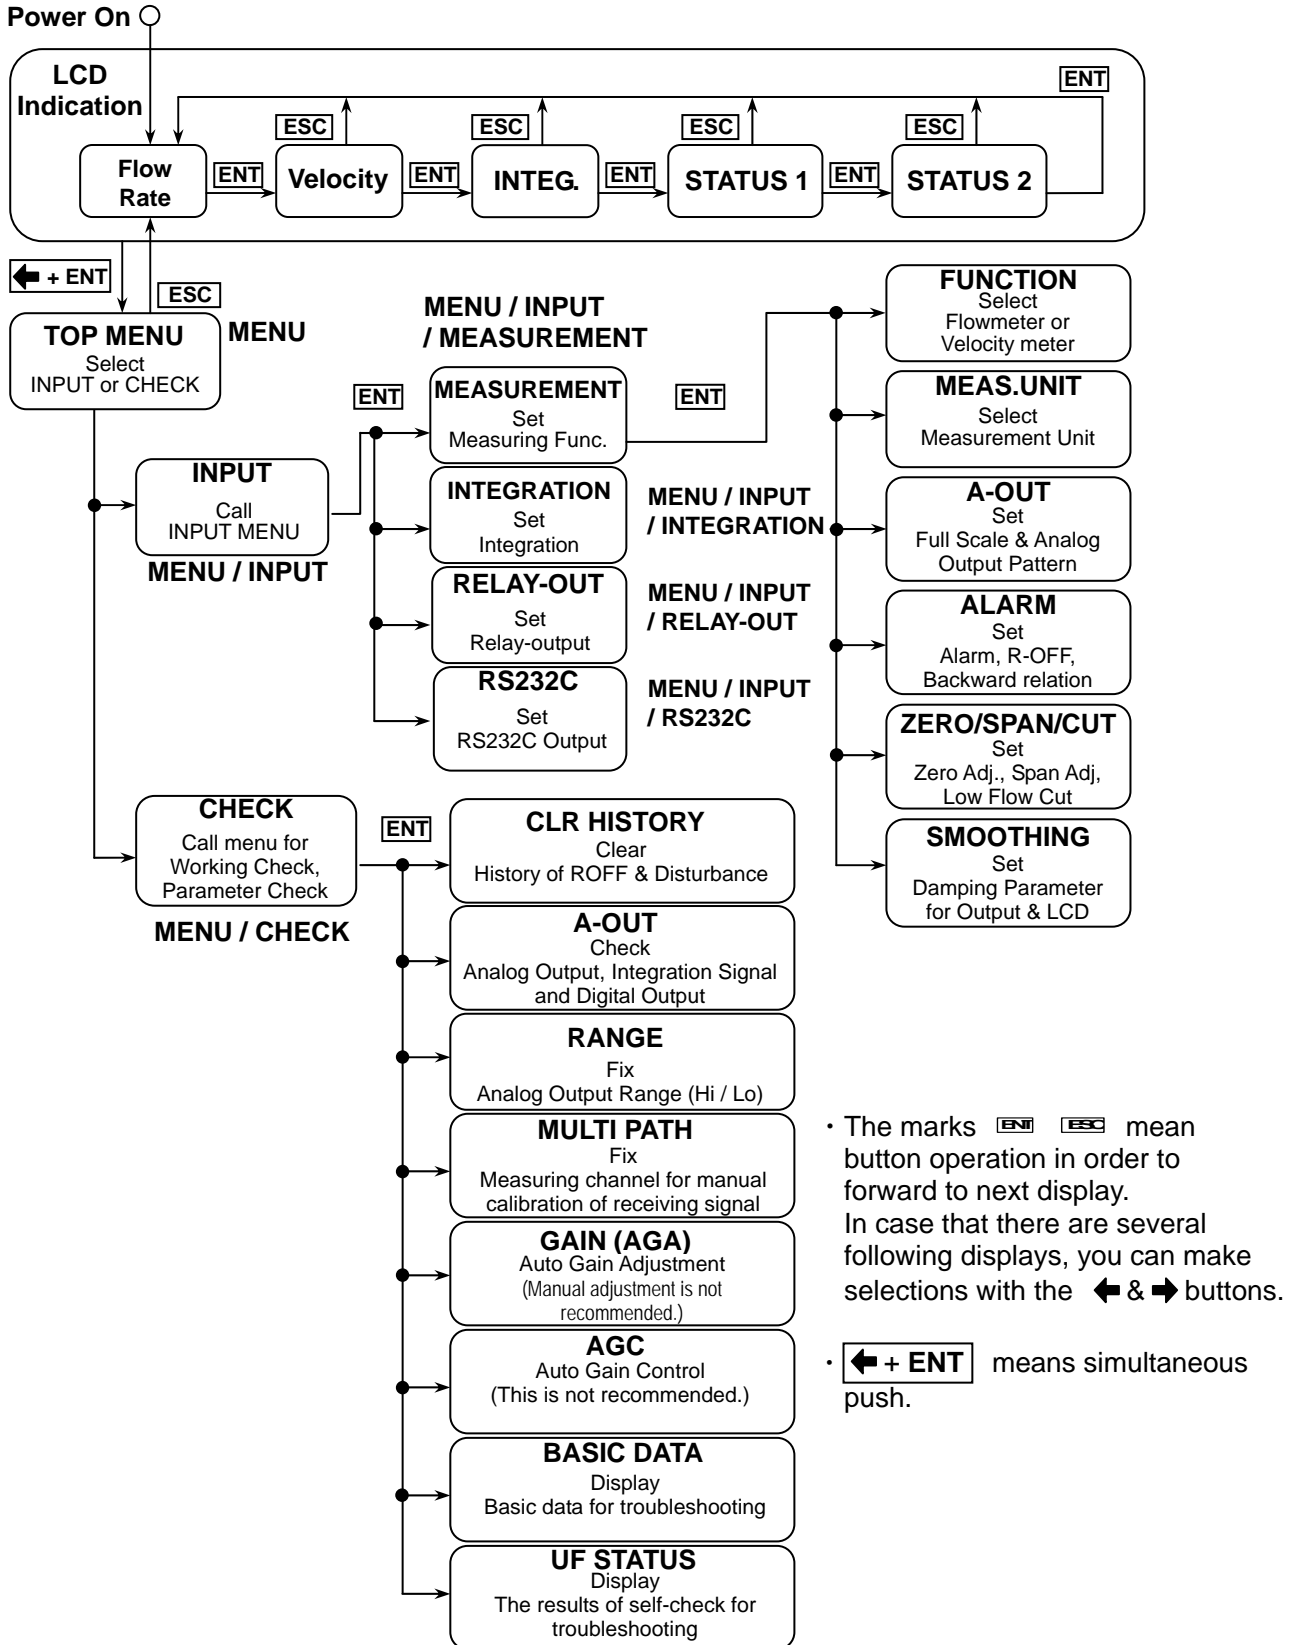 Power On
LCD
Indication
ENT
ESC
ESC
ESC
ESC
Flow
Rate
ENT
Velocity
ENT
INTEG.
ENT
STATUS 1
ENT
STATUS 2
← + ENT
ESC
TOP MENU
Select
INPUT or CHECK
MENU
MENU / INPUT
/ MEASUREMENT
INPUT
Call
INPUT MENU
MENU / INPUT
ENT
MEASUREMENT
Set
Measuring Func.
ENT
INTEGRATION
Set
Integration
MENU / INPUT
/ INTEGRATION
RELAY-OUT
Set
Relay-output
MENU / INPUT
/ RELAY-OUT
RS232C
Set
RS232C Output
MENU / INPUT
/ RS232C
FUNCTION
Select
Flowmeter or
Velocity meter
MEAS.UNIT
Select
Measurement Unit
A-OUT
Set
Full Scale & Analog
Output Pattern
ALARM
Set
Alarm, R-OFF,
Backward relation
ZERO/SPAN/CUT
Set
Zero Adj., Span Adj,
Low Flow Cut
SMOOTHING
Set
Damping Parameter
for Output & LCD
CHECK
Call menu for
Working Check,
Parameter Check
MENU / CHECK
ENT
CLR HISTORY
Clear
History of ROFF & Disturbance
A-OUT
Check
Analog Output, Integration Signal
and Digital Output
RANGE
Fix
Analog Output Range (Hi / Lo)
MULTI PATH
Fix
Measuring channel for manual
calibration of receiving signal
GAIN (AGA)
Auto Gain Adjustment
(Manual adjustment is not
recommended.)
AGC
Auto Gain Control
(This is not recommended.)
BASIC DATA
Display
Basic data for troubleshooting
UF STATUS
Display
The results of self-check for
troubleshooting
・The marks ENT ESC mean
button operation in order to
forward to next display.
In case that there are several
following displays, you can make
selections with the ← & → buttons.
・← + ENT means simultaneous
push.